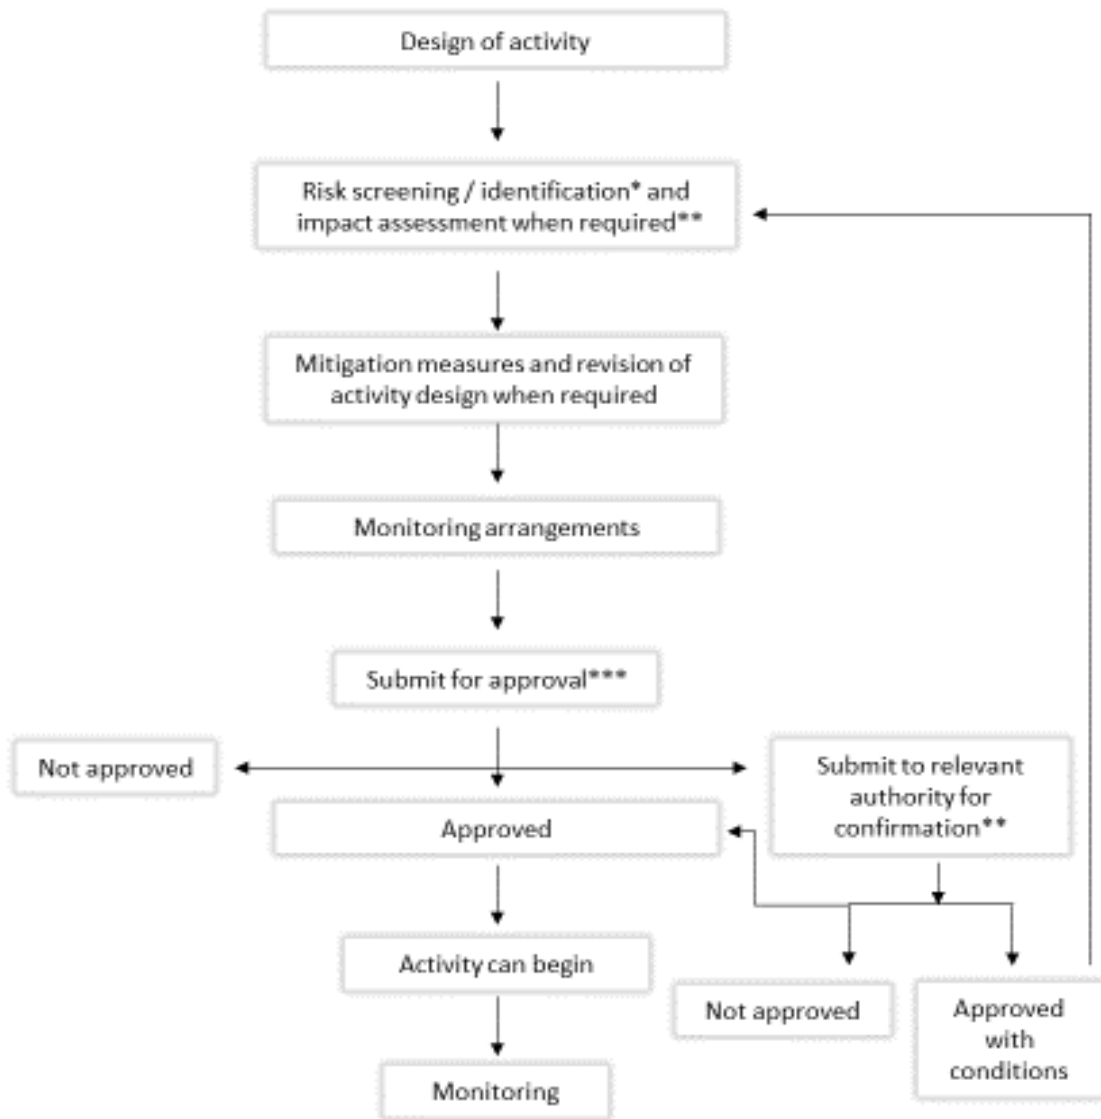 Design of activity
Risk screening / identification* and
impact assessment when required**
Mitigation measures and revision of
activity design when required
Monitoring arrangements
Submit for approval***
Not approved
Submit to relevant
authority for
confirmation**
Approved
Activity can begin
Not approved
Approved
with
conditions
Monitoring